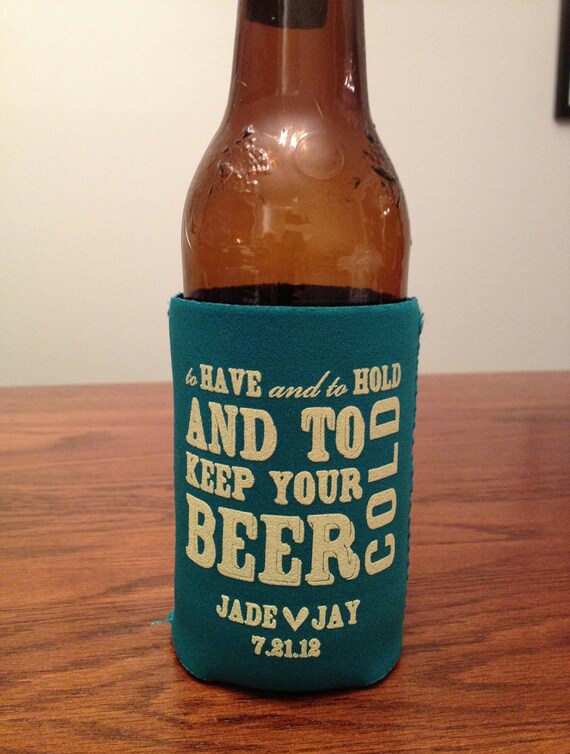 to HAVE and to HOLD
AND TO
KEEP YOUR
BEER
COLD
JADE JAY
7.21.12